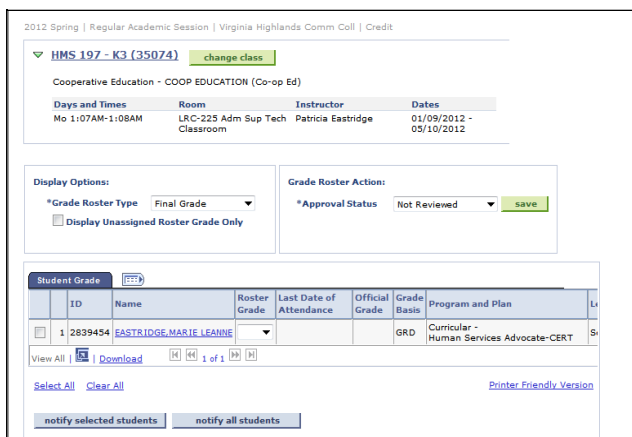 2012 Spring | Regular Academic Session | Virginia Highlands Comm Coll | Credit
HMS 197 - K3 (35074) change class
Cooperative Education - COOP EDUCATION (Co-op Ed)
Days and Times Room Instructor Dates
Mo 1:07AM-1:08AM LRC-225 Adm Sup Tech Patricia Eastridge 01/09/2012 -
Classroom 05/10/2012
Display Options: Grade Roster Action:
*Grade Roster Type Final Grade *Approval Status Not Reviewed save
Display Unassigned Roster Grade Only
Student Grade
ID Name Roster Last Date of Official Grade Program and Plan
Grade Attendance Grade Basis
1 2839454 EASTRIDGE,MARIE LEANNE GRD Curricular -
Human Services Advocate-CERT
View All | Download 1 of 1
Select All Clear All Printer Friendly Version
notify selected students notify all students